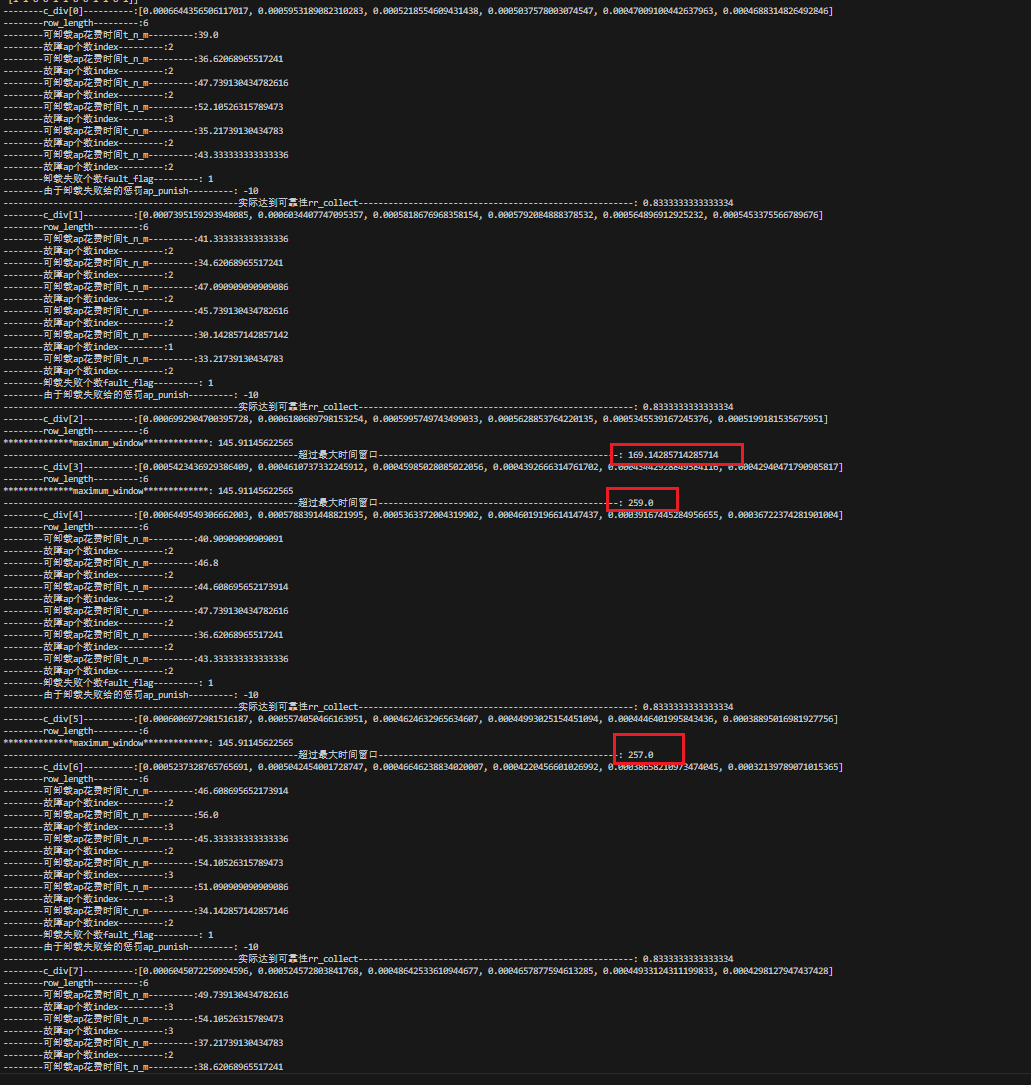 --------c_div[0]----------:[0.000664435650611​7017, 0.0005953189082310283, 0.0005218554609431438, 0.0005037578003074547, 0.0004700910044263​7963, 0.0004688314826492846]
--------row_length---------:6
--------可卸载ap花费时间t_n_m---------:39.0
--------故障ap个数index---------:2
--------可卸载ap花费时间t_n_m---------:36.62068965517241
--------故障ap个数index---------:2
--------可卸载ap花费时间t_n_m---------:47.739130434782616
--------故障ap个数index---------:2
--------可卸载ap花费时间t_n_m---------:52.10526315789473
--------故障ap个数index---------:3
--------可卸载ap花费时间t_n_m---------:35.21739130434783
--------故障ap个数index---------:2
--------可卸载ap花费时间t_n_m---------:43.333333333333336
--------故障ap个数index---------:2
--------卸载失败个数fault_flag---------: 1
--------由于卸载失败给的惩罚ap_punish---------: -10
-----------------------------------------------实际达到可靠性rr_collect-------------------------------------------------------: 0.8333333333333334
--------c_div[1]----------:[0.0007395159293948085, 0.0006034407747095357, 0.0005818676968358154, 0.0005792084888378532, 0.000564896912925232, 0.0005453375566789676]
--------row_length---------:6
--------可卸载ap花费时间t_n_m---------:41.333333333333336
--------故障ap个数index---------:2
--------可卸载ap花费时间t_n_m---------:34.62068965517241
--------故障ap个数index---------:2
--------可卸载ap花费时间t_n_m---------:47.090909090909086
--------故障ap个数index---------:2
--------可卸载ap花费时间t_n_m---------:45.739130434782616
--------故障ap个数index---------:2
--------可卸载ap花费时间t_n_m---------:30.142857142857142
--------故障ap个数index---------:1
--------可卸载ap花费时间t_n_m---------:33.21739130434783
--------故障ap个数index---------:2
--------卸载失败个数fault_flag---------: 1
--------由于卸载失败给的惩罚ap_punish---------: -10
-----------------------------------------------实际达到可靠性rr_collect-------------------------------------------------------: 0.8333333333333334
--------c_div[2]----------:[0.0006992904700395728, 0.0006180689798153254, 0.0005995749743499033, 0.0005628853764220135, 0.0005345539167245376, 0.0005199181535675951]
--------row_length---------:6
**************maximum_window*************: 145.91145622565
-----------------------------------------------------------超过最大时间窗口------------------------------------------------: 169.14285714285714
--------c_div[3]----------:[0.0005423436929386409, 0.0004610737332245912, 0.00045985028085022056, 0.0004392666314761702, 0.0004344292884958​4116, 0.00042940471790985817]
--------row_length---------:6
**************maximum_window*************: 145.91145622565
-----------------------------------------------------------超过最大时间窗口------------------------------------------------: 259.0
--------c_div[4]----------:[0.0006449549306662003, 0.0005788391448821995, 0.0005363372004319902, 0.00046019196614147437, 0.00039167445284956655, 0.00036722374281901004]
--------row_length---------:6
--------可卸载ap花费时间t_n_m---------:40.90909090909091
--------故障ap个数index---------:2
--------可卸载ap花费时间t_n_m---------:46.8
--------故障ap个数index---------:2
--------可卸载ap花费时间t_n_m---------:44.608695652173914
--------故障ap个数index---------:2
--------可卸载ap花费时间t_n_m---------:47.739130434782616
--------故障ap个数index---------:2
--------可卸载ap花费时间t_n_m---------:36.62068965517241
--------故障ap个数index---------:2
--------可卸载ap花费时间t_n_m---------:43.333333333333336
--------故障ap个数index---------:2
--------卸载失败个数fault_flag---------: 1
--------由于卸载失败给的惩罚ap_punish---------: -10
-----------------------------------------------实际达到可靠性rr_collect-------------------------------------------------------: 0.8333333333333334
--------c_div[5]----------:[0.0006006972981516187, 0.0005574050466163951, 0.0004624632965634607, 0.00044993025154451094, 0.0004446401995843436, 0.00038895016981927756]
--------row_length---------:6
**************maximum_window*************: 145.91145622565
-----------------------------------------------------------超过最大时间窗口------------------------------------------------: 257.0
--------c_div[6]----------:[0.0005237328765765691, 0.0005042454001728747, 0.00046646238834020007, 0.0004220456601026992, 0.00038658210973474045, 0.00032139789071015365]
--------row_length---------:6
--------可卸载ap花费时间t_n_m---------:46.608695652173914
--------故障ap个数index---------:2
--------可卸载ap花费时间t_n_m---------:56.0
--------故障ap个数index---------:3
--------可卸载ap花费时间t_n_m---------:45.333333333333336
--------故障ap个数index---------:2
--------可卸载ap花费时间t_n_m---------:54.10526315789473
--------故障ap个数index---------:3
--------可卸载ap花费时间t_n_m---------:51.090909090909086
--------故障ap个数index---------:3
--------可卸载ap花费时间t_n_m---------:34.142857142857146
--------故障ap个数index---------:2
--------卸载失败个数fault_flag---------: 1
--------由于卸载失败给的惩罚ap_punish---------: -10
-----------------------------------------------实际达到可靠性rr_collect-------------------------------------------------------: 0.8333333333333334
--------c_div[7]----------:[0.0006045072250994596, 0.000524572803841768, 0.00048642533610944677, 0.0004657877594613285, 0.00044933124311199833, 0.0004298127947437428]
--------row_length---------:6
--------可卸载ap花费时间t_n_m---------:49.739130434782616
--------故障ap个数index---------:3
--------可卸载ap花费时间t_n_m---------:54.10526315789473
--------故障ap个数index---------:3
--------可卸载ap花费时间t_n_m---------:37.21739130434783
--------故障ap个数index---------:2
--------可卸载ap花费时间t_n_m---------:38.62068965517241